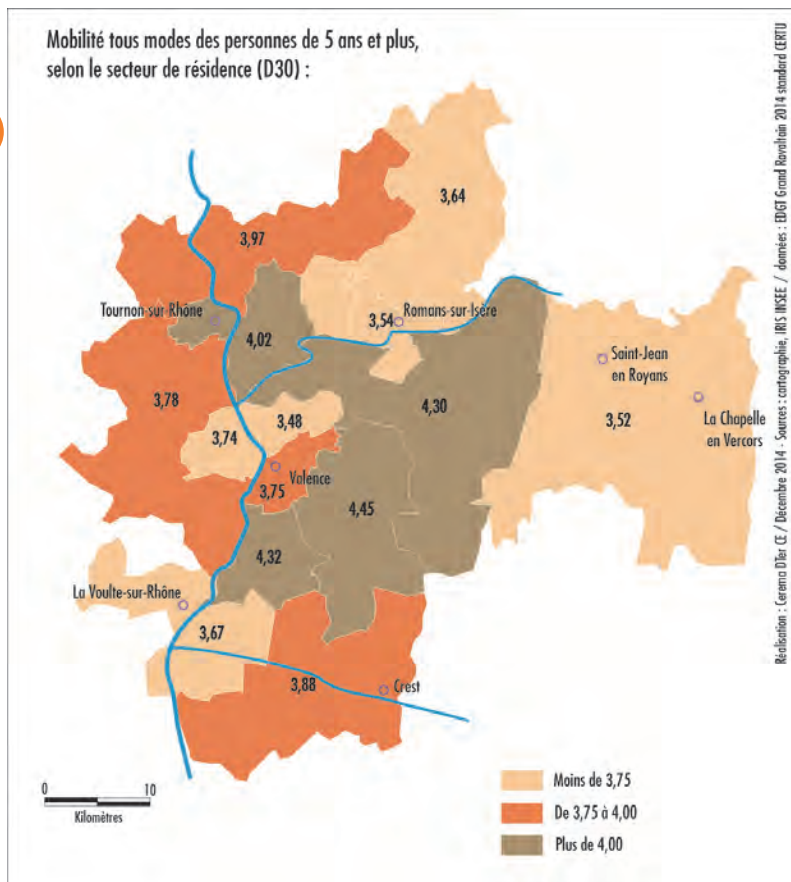 Mobilité tous modes des personnes de 5 ans et plus,
selon le secteur de résidence (D30) :
3,64
3,97
Tournon-sur-Rhône
4,02
3,54
Romans-sur-Isère
Saint-Jean
en Royans
3,78
4,30
3,52
La Chapelle
en Vercors
3,74
3,48
Valence
3,75
4,45
4,32
La Voulte-sur-Rhône
3,67
3,88
Crest
0
10
Kilomètres
Moins de 3,75
De 3,75 à 4,00
Plus de 4,00
Réalisation : Cerema DTer CE / Décembre 2014 - Sources : cartographie, IRIS INSEE / données : EDGT Grand Rovaltain 2014 standard CERTU